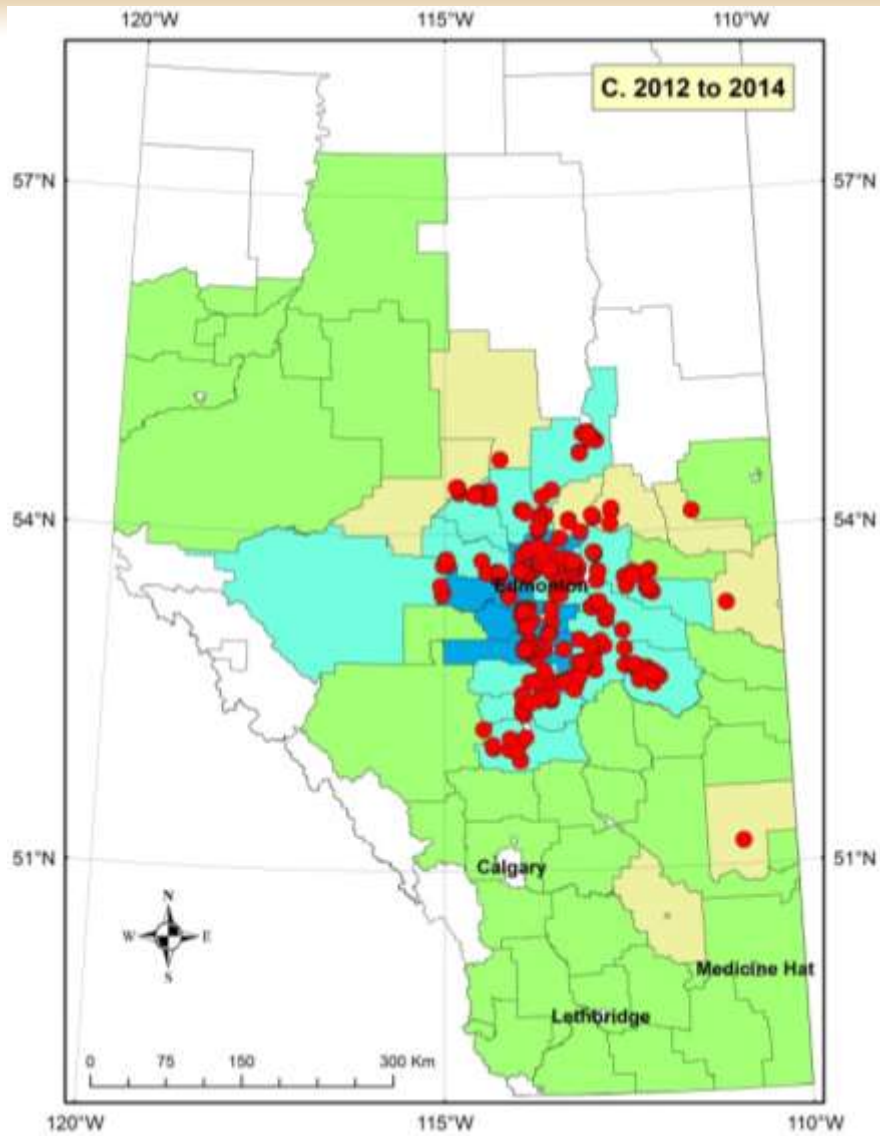 120°W 115°W 110°W
C. 2012 to 2014
57°N 57°N
54°N 54°N
Edmonton
51°N 51°N
Calgary
N
W E
S
Medicine Hat
Lethbridge
0 75 150 300 Km
120°W 115°W 110°W